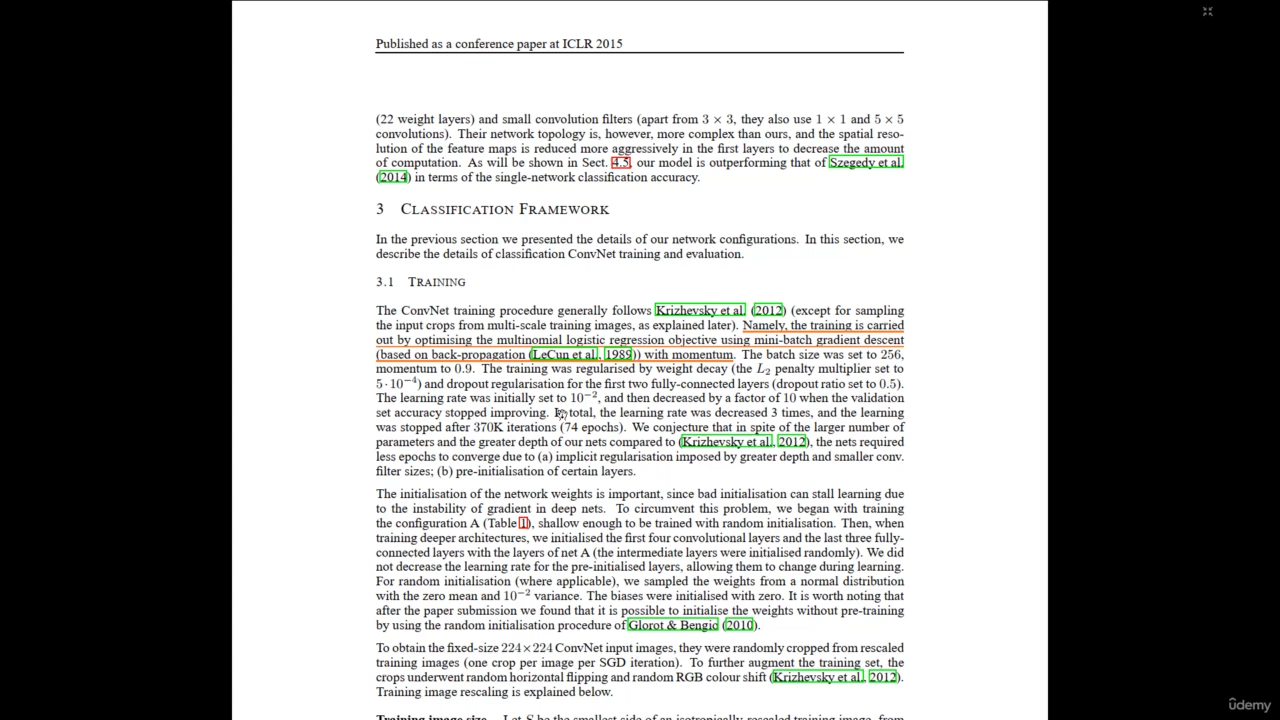 Published as a conference paper at ICLR 2015
(22 weight layers) and small convolution filters (apart from 3 × 3, they also use 1 × 1 and 5 × 5
convolutions). Their network topology is, however, more complex than ours, and the spatial reso-
lution of the feature maps is reduced more aggressively in the first layers to decrease the amount
of computation. As will be shown in Sect. 4.5, our model is outperforming that of Szegedy et al.
(2014) in terms of the single-network classification accuracy.
3 CLASSIFICATION FRAMEWORK
In the previous section we presented the details of our network configurations. In this section, we
describe the details of classification ConvNet training and evaluation.
3.1 TRAINING
The ConvNet training procedure generally follows Krizhevsky et al. (2012) (except for sampling
the input crops from multi-scale training images, as explained later). Namely, the training is carried
out by optimising the multinomial logistic regression objective using mini-batch gradient descent
(based on back-propagation (LeCun et al., 1989)) with momentum. The batch size was set to 256,
momentum to 0.9. The training was regularised by weight decay (the L₂ penalty multiplier set to
5 · 10⁻⁴) and dropout regularisation for the first two fully-connected layers (dropout ratio set to 0.5).
The learning rate was initially set to 10⁻², and then decreased by a factor of 10 when the validation
set accuracy stopped improving. In total, the learning rate was decreased 3 times, and the learning
was stopped after 370K iterations (74 epochs). We conjecture that in spite of the larger number of
parameters and the greater depth of our nets compared to (Krizhevsky et al., 2012), the nets required
less epochs to converge due to (a) implicit regularisation imposed by greater depth and smaller conv.
filter sizes; (b) pre-initialisation of certain layers.
The initialisation of the network weights is important, since bad initialisation can stall learning due
to the instability of gradient in deep nets. To circumvent this problem, we began with training
the configuration A (Table 1), shallow enough to be trained with random initialisation. Then, when
training deeper architectures, we initialised the first four convolutional layers and the last three fully-
connected layers with the layers of net A (the intermediate layers were initialised randomly). We did
not decrease the learning rate for the pre-initialised layers, allowing them to change during learning.
For random initialisation (where applicable), we sampled the weights from a normal distribution
with the zero mean and 10⁻² variance. The biases were initialised with zero. It is worth noting that
after the paper submission we found that it is possible to initialise the weights without pre-training
by using the random initialisation procedure of Glorot & Bengio (2010).
To obtain the fixed-size 224×224 ConvNet input images, they were randomly cropped from rescaled
training images (one crop per image per SGD iteration). To further augment the training set, the
crops underwent random horizontal flipping and random RGB colour shift (Krizhevsky et al., 2012).
Training image rescaling is explained below.
Training image size. Let S be the smallest side of an isotropically-rescaled training image, from
ûdemy